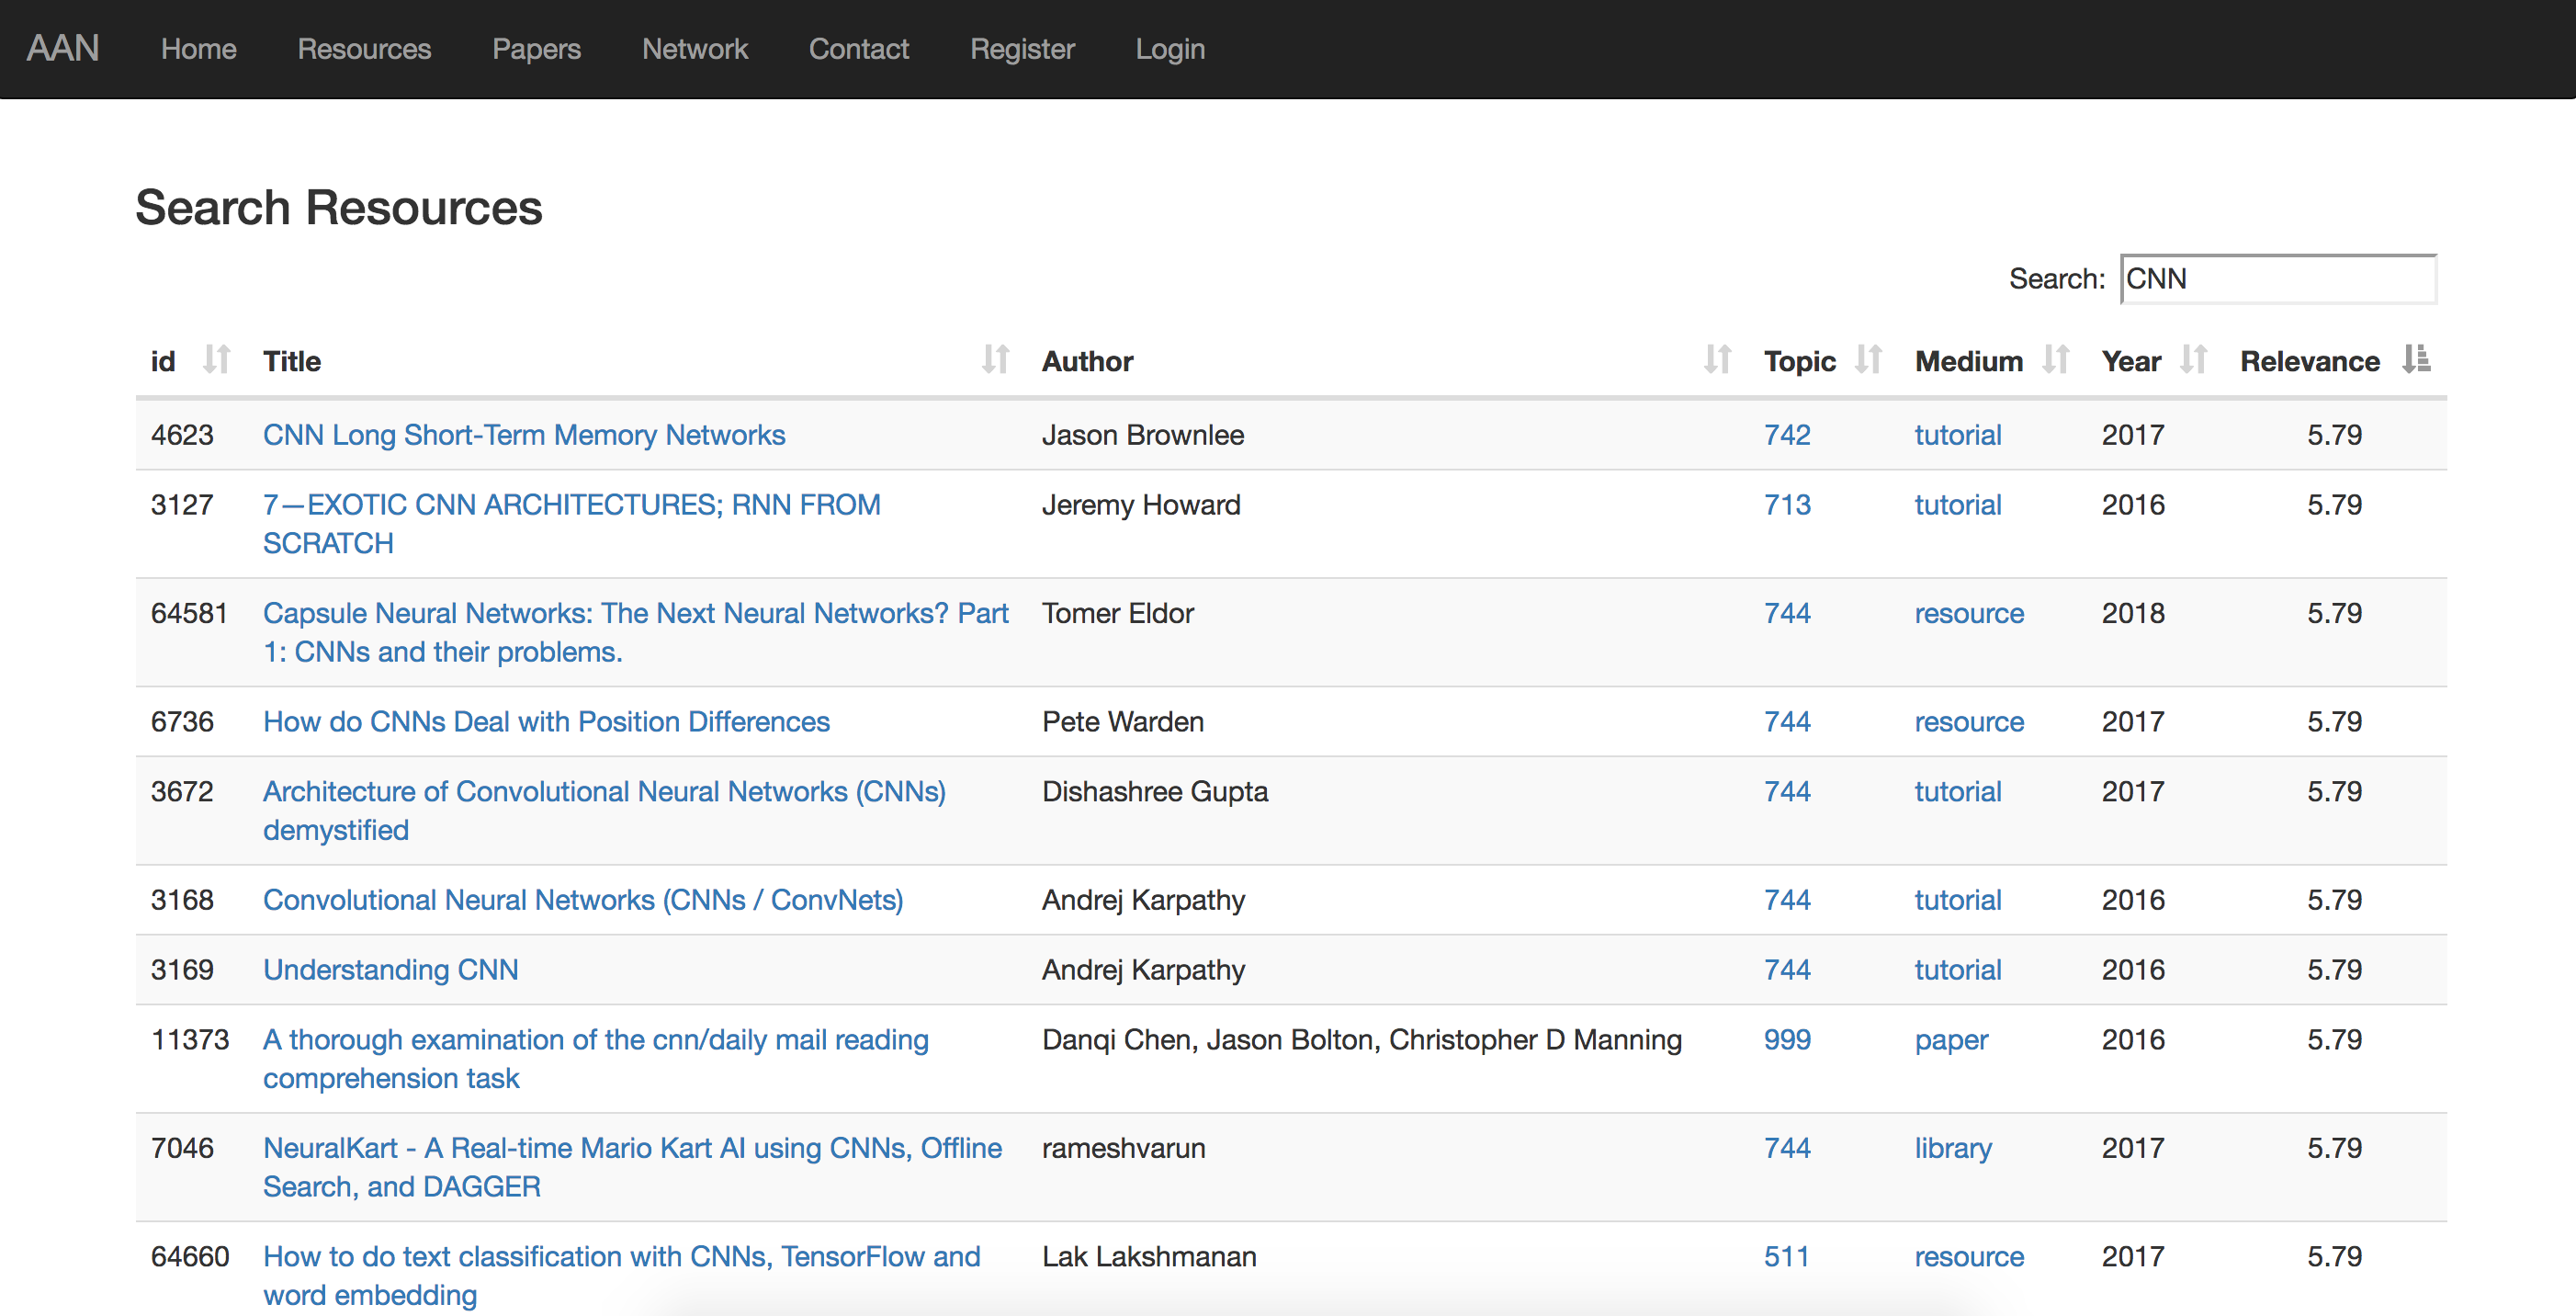 AAN Home Resources Papers Network Contact Register Login
Search Resources
Search: CNN
id Title Author Topic Medium Year Relevance
4623 CNN Long Short-Term Memory Networks Jason Brownlee 742 tutorial 2017 5.79
3127 7—EXOTIC CNN ARCHITECTURES; RNN FROM Jeremy Howard 713 tutorial 2016 5.79
SCRATCH
64581 Capsule Neural Networks: The Next Neural Networks? Part Tomer Eldor 744 resource 2018 5.79
1: CNNs and their problems.
6736 How do CNNs Deal with Position Differences Pete Warden 744 resource 2017 5.79
3672 Architecture of Convolutional Neural Networks (CNNs) Dishashree Gupta 744 tutorial 2017 5.79
demystified
3168 Convolutional Neural Networks (CNNs / ConvNets) Andrej Karpathy 744 tutorial 2016 5.79
3169 Understanding CNN Andrej Karpathy 744 tutorial 2016 5.79
11373 A thorough examination of the cnn/daily mail reading Danqi Chen, Jason Bolton, Christopher D Manning 999 paper 2016 5.79
comprehension task
7046 NeuralKart - A Real-time Mario Kart AI using CNNs, Offline rameshvarun 744 library 2017 5.79
Search, and DAGGER
64660 How to do text classification with CNNs, TensorFlow and Lak Lakshmanan 511 resource 2017 5.79
word embedding